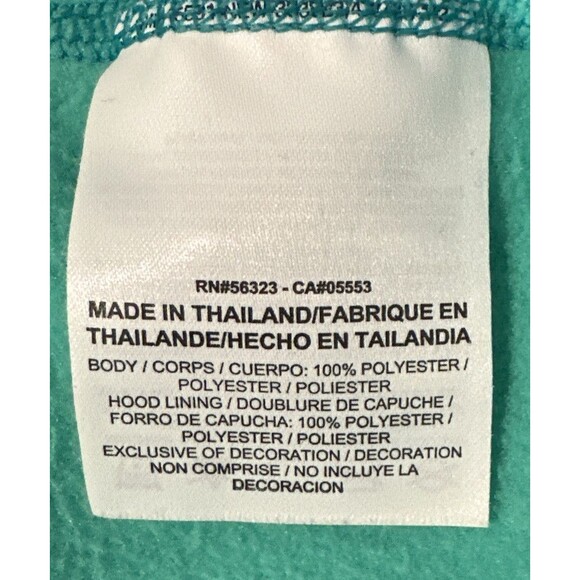 RN#56323 - CA#05553
MADE IN THAILAND/FABRIQUE EN
THAILANDE/HECHO EN TAILANDIA
BODY / CORPS / CUERPO: 100% POLYESTER /
POLYESTER / POLIESTER
HOOD LINING / DOUBLURE DE CAPUCHE /
FORRO DE CAPUCHA: 100% POLYESTER /
POLYESTER / POLIESTER
EXCLUSIVE OF DECORATION / DECORATION
NON COMPRISE / NO INCLUYE LA
DECORACION